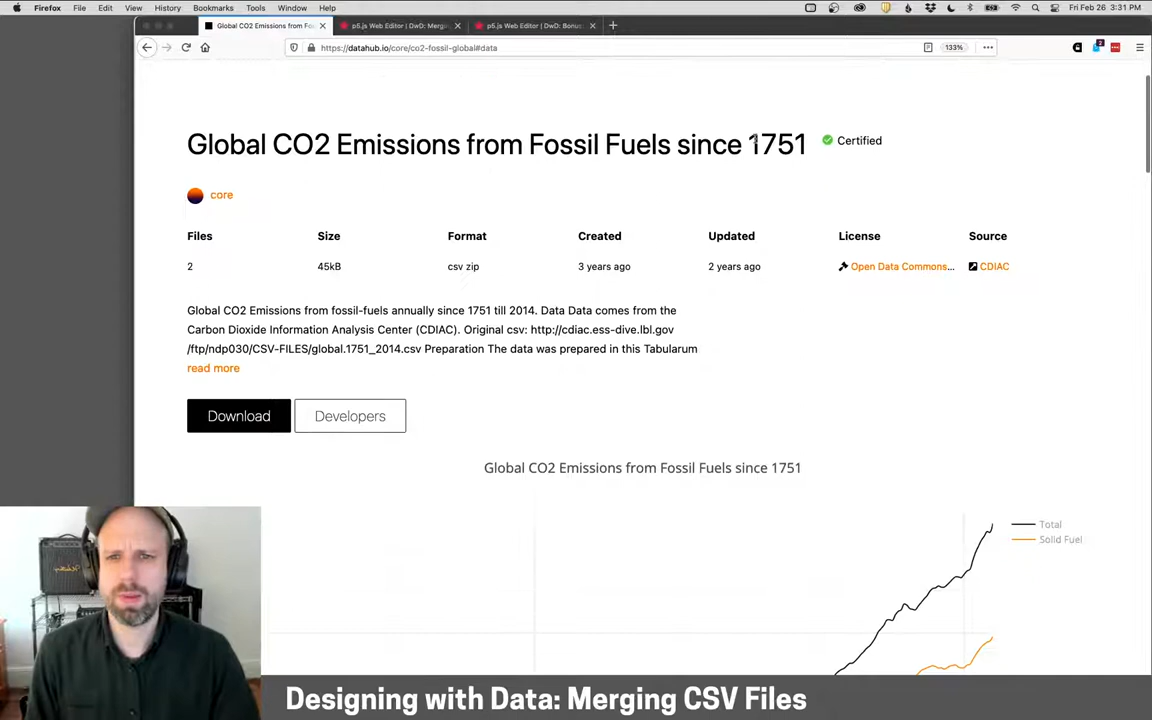 Firefox File Edit View History Bookmarks Tools Window Help Fri Feb 26 3:31 PM
Global CO2 Emissions from Fo p5.js Web Editor | DwD: Mergi p5.js Web Editor | DwD: Bonu
https://datahub.io/core/co2-fossil-global#data 133%
Global CO2 Emissions from Fossil Fuels since 1751 Certified
core
Files Size Format Created Updated License Source
2 45kB csv zip 3 years ago 2 years ago Open Data Commons... CDIAC
Global CO2 Emissions from fossil-fuels annually since 1751 till 2014. Data Data comes from the
Carbon Dioxide Information Analysis Center (CDIAC). Original csv: http://cdiac.ess-dive.lbl.gov
/ftp/ndp030/CSV-FILES/global.1751_2014.csv Preparation The data was prepared in this Tabularum
read more
Download Developers
Global CO2 Emissions from Fossil Fuels since 1751
Total
Solid Fuel
Designing with Data: Merging CSV Files